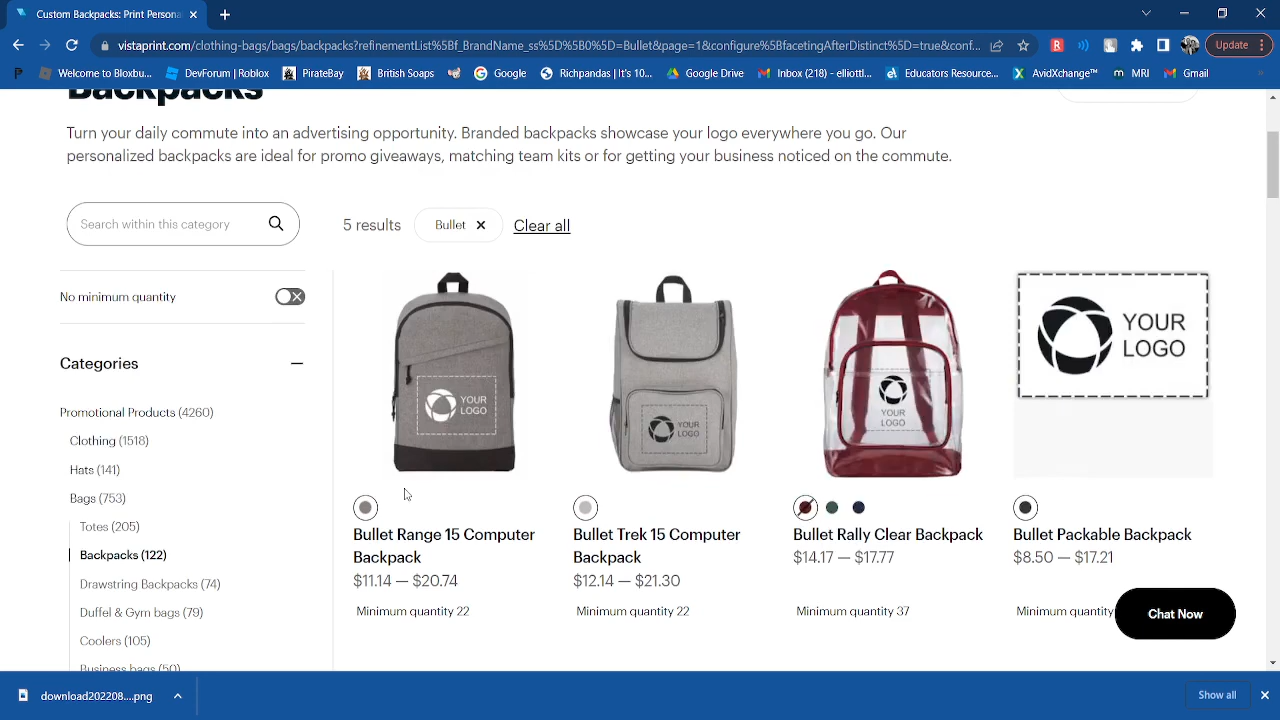 Custom Backpacks: Print Persona
vistaprint.com/clothing-bags/bags/backpacks?refinementList%5Bf_BrandName_ss%5D%5B0%5D=Bullet&page=1&configure%5BfacetingAfterDistinct%5D=true&conf...
Update
Welcome to Bloxbu...
DevForum | Roblox
PirateBay
British Soaps
Google
Richpandas | It's 10...
Google Drive
Inbox (218) - elliottl...
Educators Resource...
AvidXchange™
MRI
Gmail
Backpacks
Turn your daily commute into an advertising opportunity. Branded backpacks showcase your logo everywhere you go. Our
personalized backpacks are ideal for promo giveaways, matching team kits or for getting your business noticed on the commute.
Search within this category
5 results
Bullet
Clear all
No minimum quantity
Categories
Promotional Products (4260)
Clothing (1518)
Hats (141)
Bags (753)
Totes (205)
Backpacks (122)
Drawstring Backpacks (74)
Duffel & Gym bags (79)
Coolers (105)
Business bags (50)
YOUR
LOGO
Bullet Range 15 Computer
Backpack
$11.14 — $20.74
Minimum quantity 22
YOUR
LOGO
Bullet Trek 15 Computer
Backpack
$12.14 — $21.30
Minimum quantity 22
YOUR
LOGO
Bullet Rally Clear Backpack
$14.17 — $17.77
Minimum quantity 37
YOUR
LOGO
Bullet Packable Backpack
$8.50 — $17.21
Minimum quantity
Chat Now
download202208....png
Show all